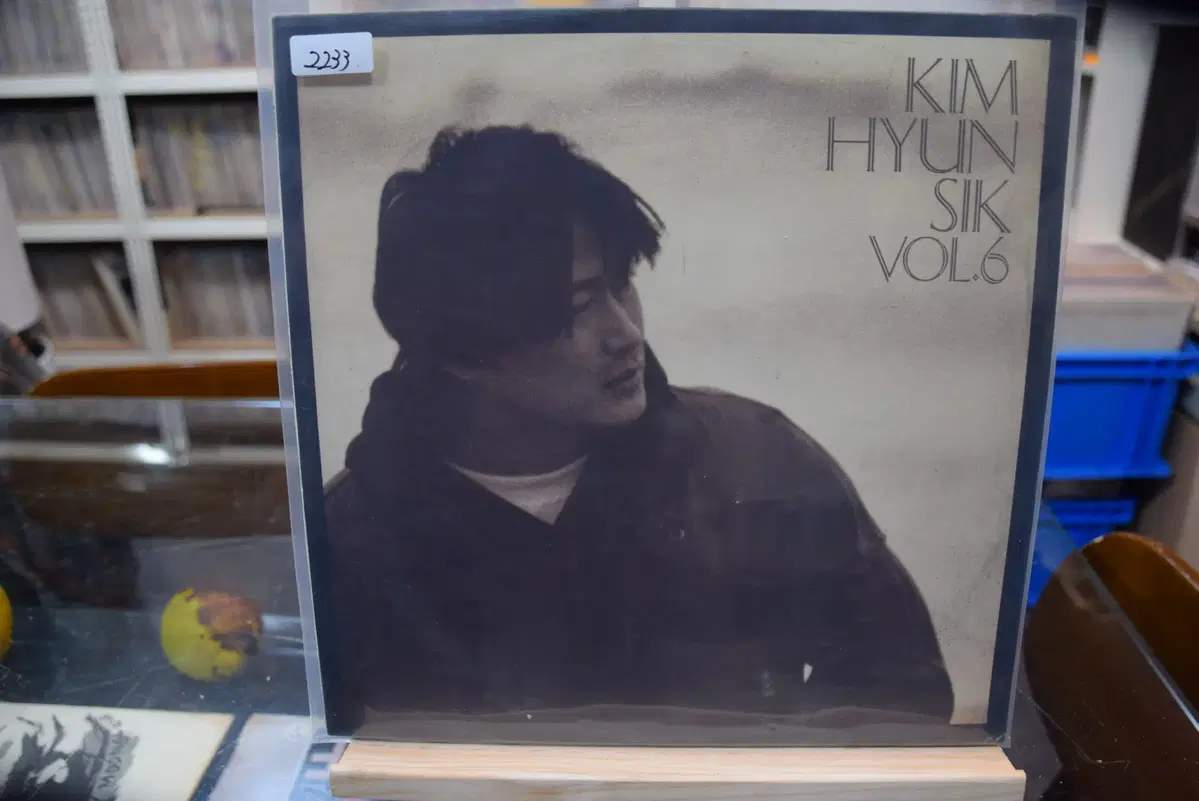 2233
KIM
HYUN
SIK
VOL.6